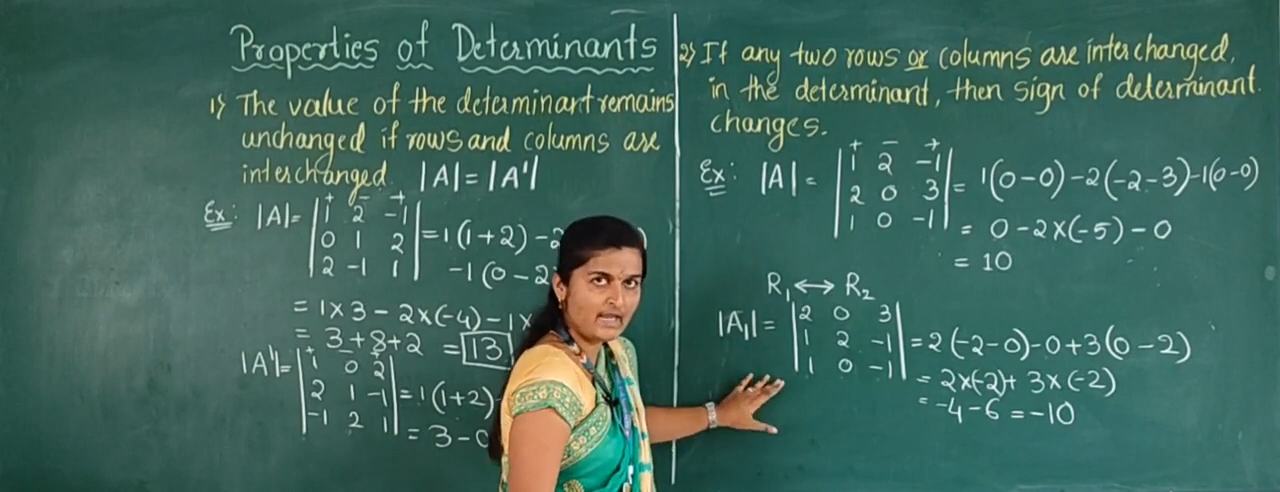 Properties of Determinants
1) The value of the determinant remains
unchanged if rows and columns are
interchanged. |A| = |A'|
Ex: |A| = | 1 2 -1 | = 1(1+2) - 2
+ - +
| 0 1 2 | -1(0-2
| 2 -1 1 |
= 1×3 - 2×(-4) - 1×
= 3+8+2 = 13
|A'| = | 1 0 2 |
+ -
| 2 1 -1 | = 1(1+2)
| -1 2 1 | = 3-0
2) If any two rows or columns are interchanged,
in the determinant, then sign of determinant
changes.
+ - +
Ex: |A| = | 1 2 -1 | = 1(0-0) - 2(-2-3) - 1(0-0)
| 2 0 3 |
| 1 0 -1 | = 0 - 2×(-5) - 0
= 10
R₁ ↔ R₂
|A₁| = | 2 0 3 |
| 1 2 -1 | = 2(-2-0) - 0 + 3(0-2)
| 1 0 -1 | = 2×(-2) + 3×(-2)
= -4 - 6 = -10